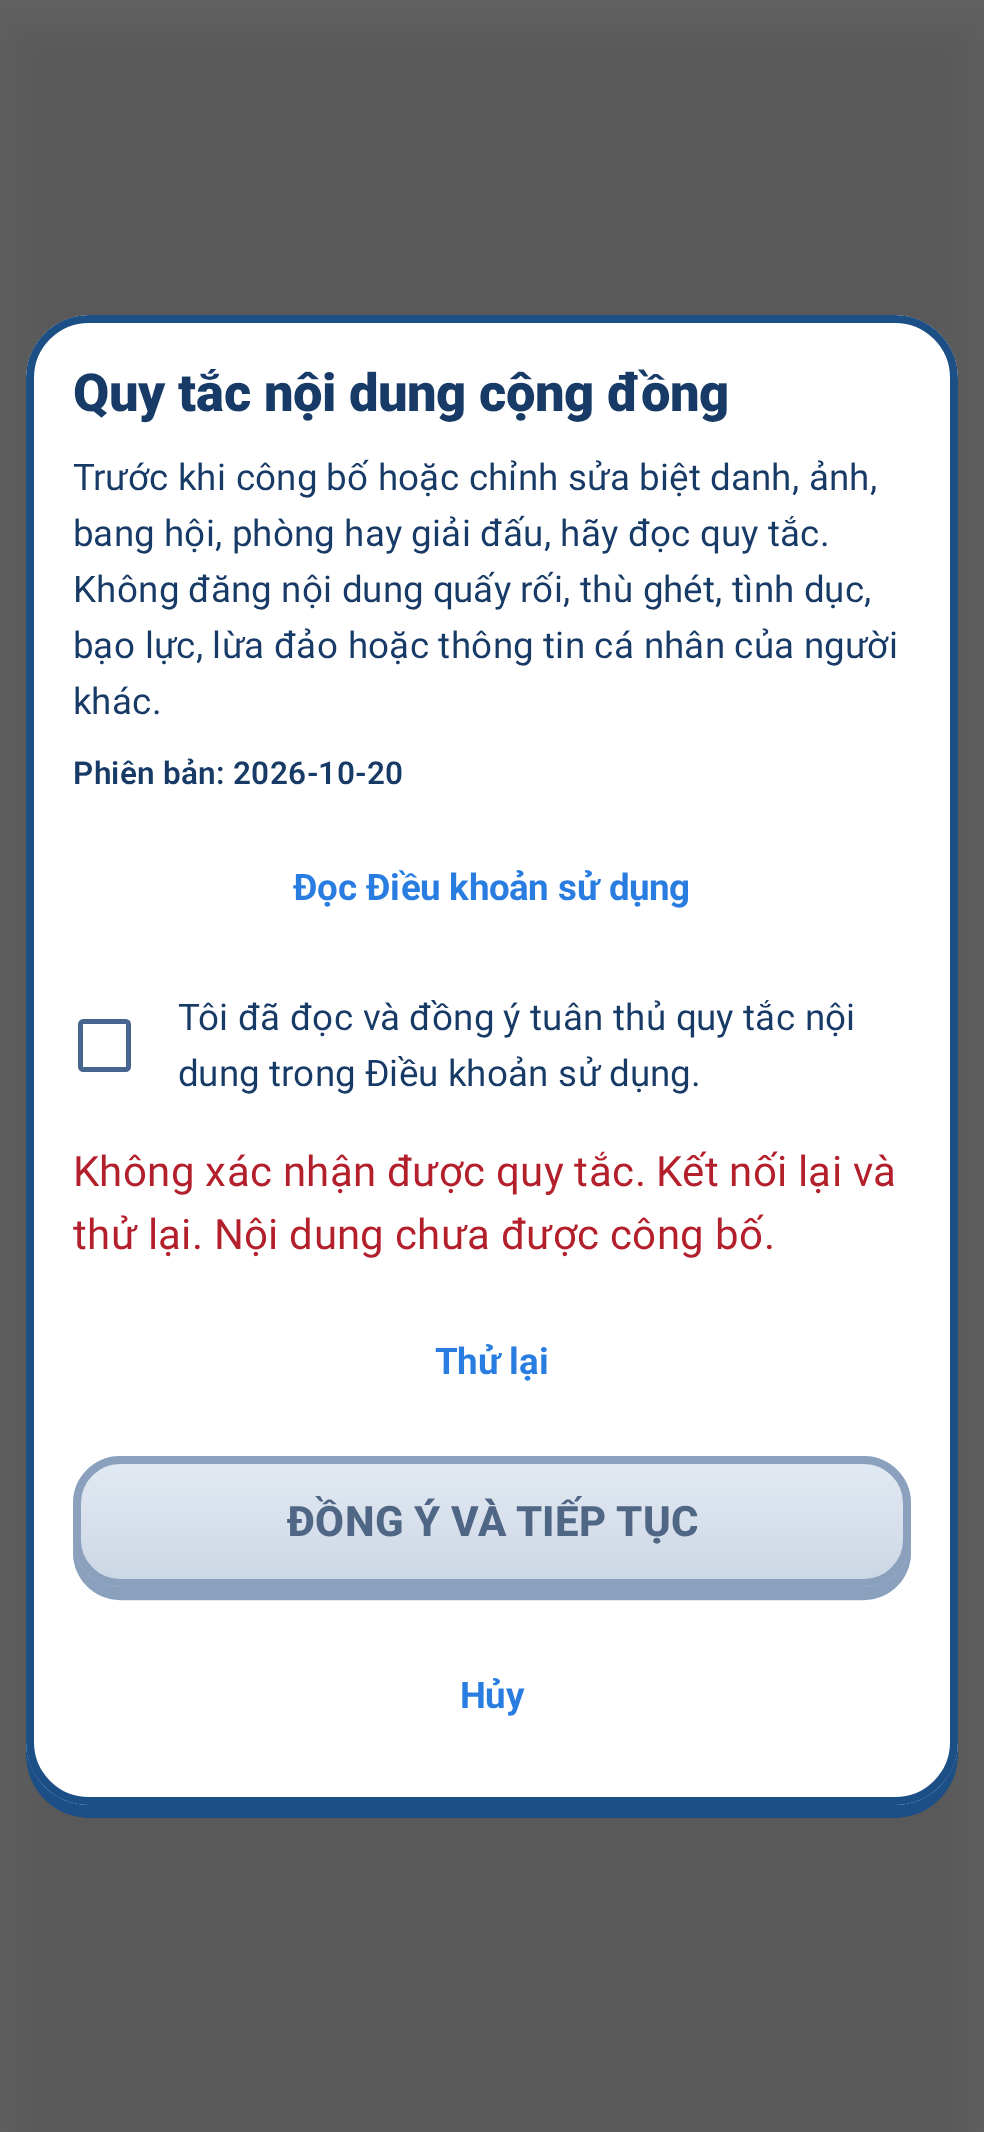 Quy tắc nội dung cộng đồng
Trước khi công bố hoặc chỉnh sửa biệt danh, ảnh,
bang hội, phòng hay giải đấu, hãy đọc quy tắc.
Không đăng nội dung quấy rối, thù ghét, tình dục,
bạo lực, lừa đảo hoặc thông tin cá nhân của người
khác.
Phiên bản: 2026-10-20
Đọc Điều khoản sử dụng
Tôi đã đọc và đồng ý tuân thủ quy tắc nội
dung trong Điều khoản sử dụng.
Không xác nhận được quy tắc. Kết nối lại và
thử lại. Nội dung chưa được công bố.
Thử lại
ĐỒNG Ý VÀ TIẾP TỤC
Hủy